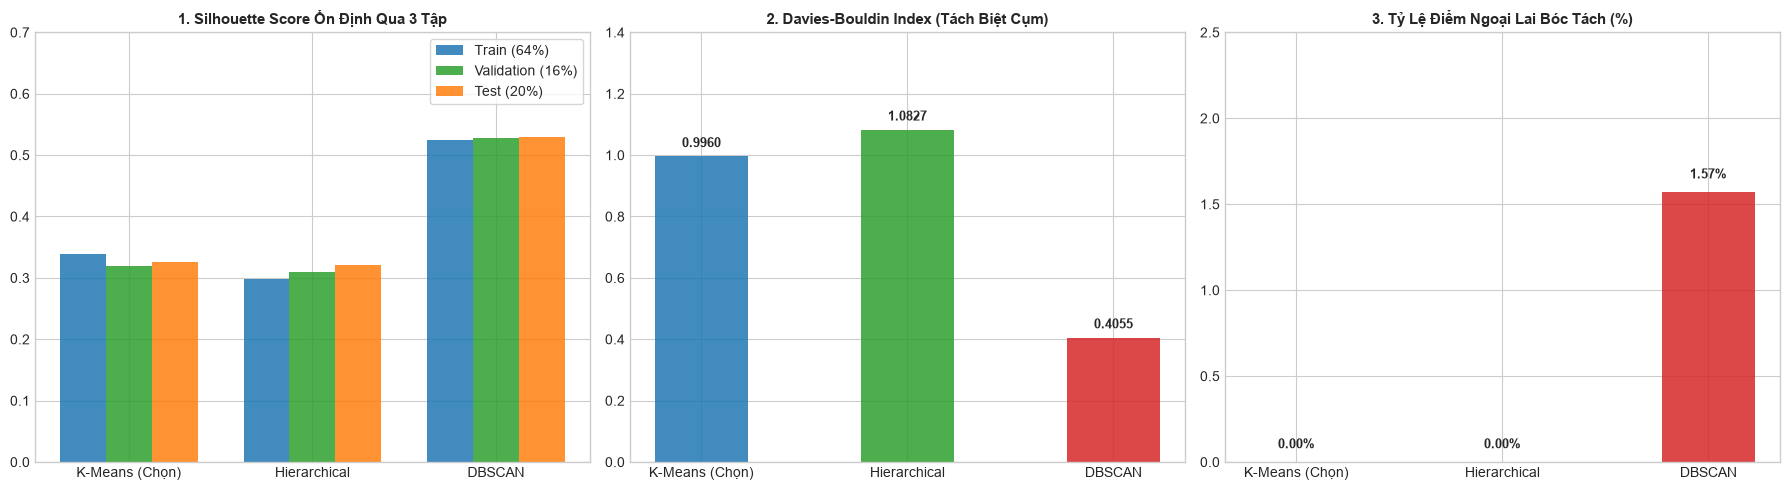 1. Silhouette Score Ổn Định Qua 3 Tập
0.7
0.6
0.5
0.4
0.3
0.2
0.1
0.0
Train (64%)
Validation (16%)
Test (20%)
K-Means (Chọn)
Hierarchical
DBSCAN
2. Davies-Bouldin Index (Tách Biệt Cụm)
1.4
1.2
1.0
0.8
0.6
0.4
0.2
0.0
0.9960
1.0827
0.4055
K-Means (Chọn)
Hierarchical
DBSCAN
3. Tỷ Lệ Điểm Ngoại Lai Bóc Tách (%)
2.5
2.0
1.5
1.0
0.5
0.0
0.00%
0.00%
1.57%
K-Means (Chọn)
Hierarchical
DBSCAN